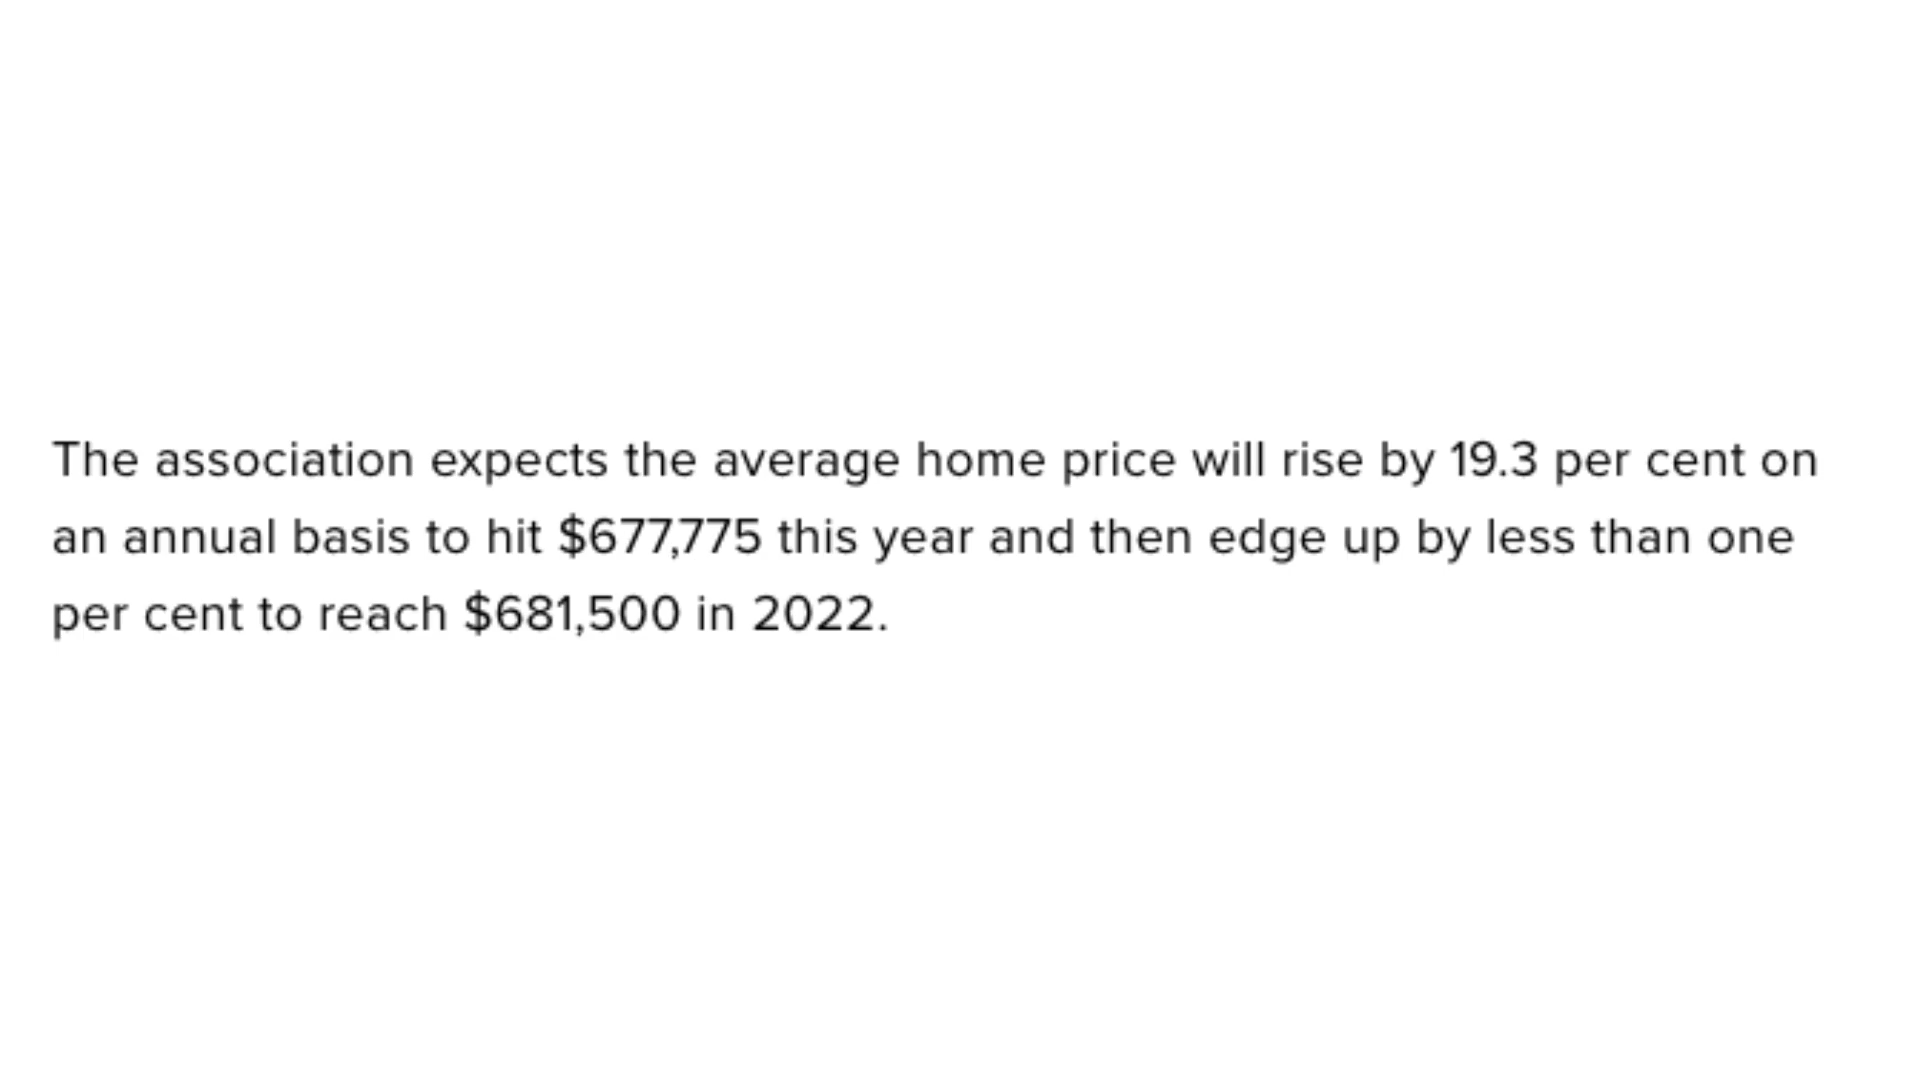 The association expects the average home price will rise by 19.3 per cent on
an annual basis to hit $677,775 this year and then edge up by less than one
per cent to reach $681,500 in 2022.